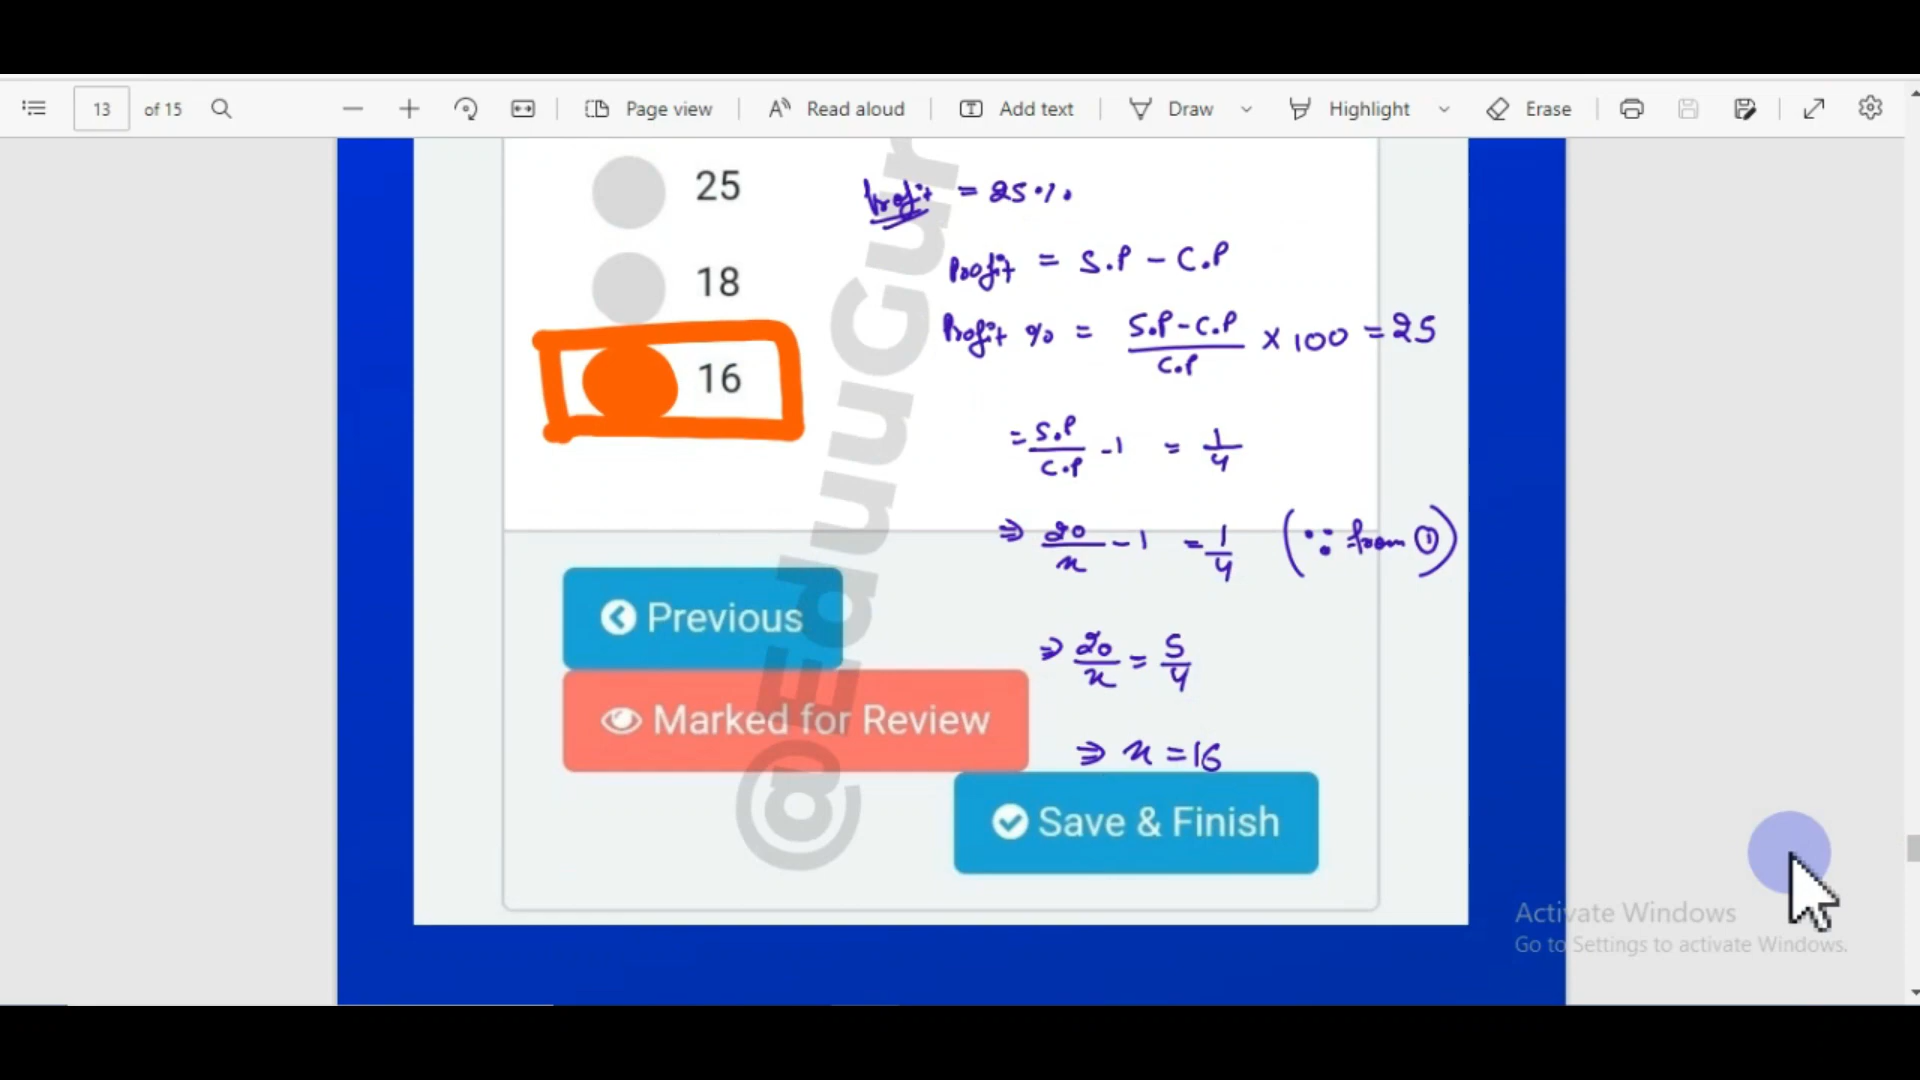 13 of 15 Page view Read aloud Add text Draw Highlight Erase
25
18
16
Profit = 25%
Profit = S.P - C.P
Profit % = S.P-C.P / C.P × 100 = 25
= S.P / C.P - 1 = 1/4
⇒ 20/x - 1 = 1/4 (∵ from ①)
⇒ 20/x = 5/4
⇒ x = 16
Previous
Marked for Review
Save & Finish
@EduuGur
Activate Windows
Go to Settings to activate Windows.